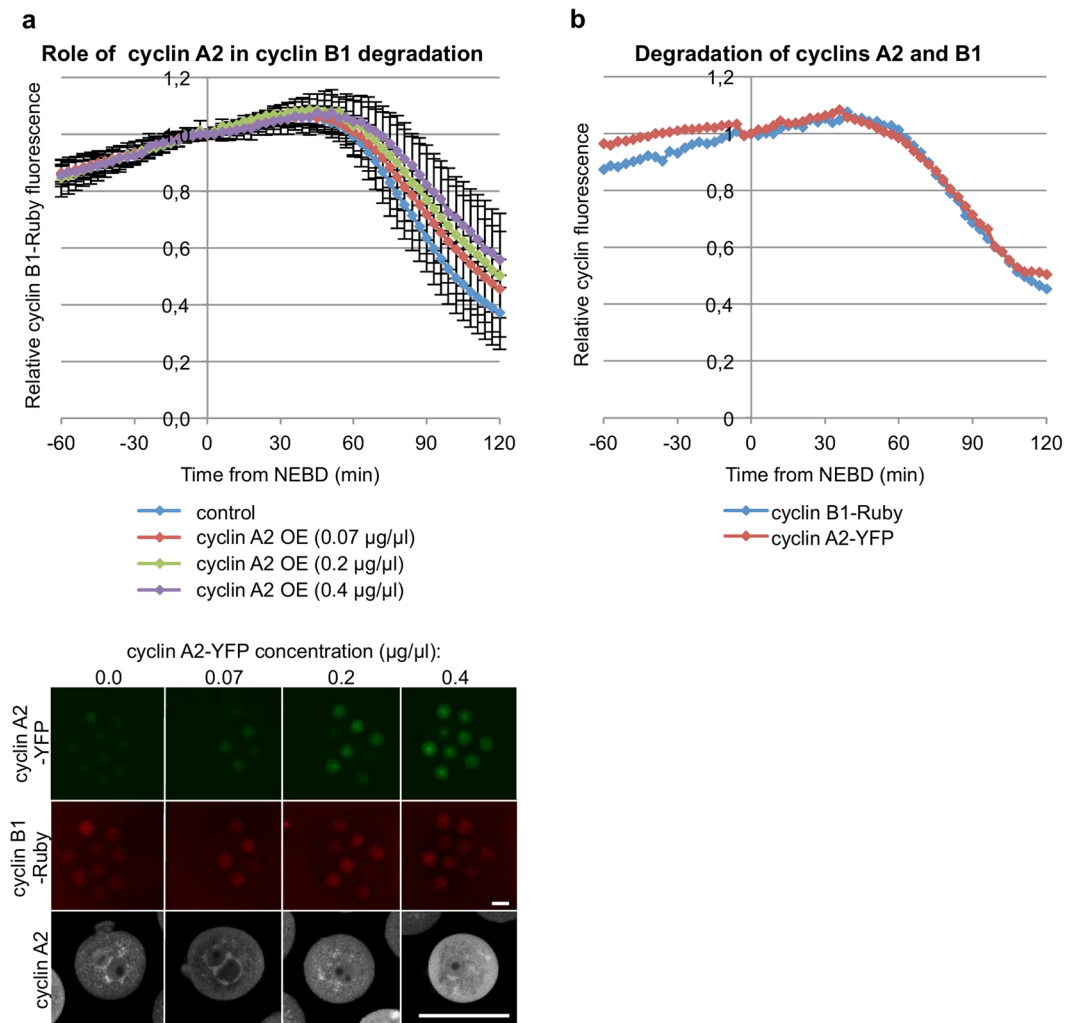 a
Role of cyclin A2 in cyclin B1 degradation
Relative cyclin B1-Ruby fluorescence
1,2
1
0,8
0,6
0,4
0,2
0,0
-60 -30 0 30 60 90 120
Time from NEBD (min)
control
cyclin A2 OE (0.07 µg/µl)
cyclin A2 OE (0.2 µg/µl)
cyclin A2 OE (0.4 µg/µl)
b
Degradation of cyclins A2 and B1
Relative cyclin fluorescence
1,2
1
0,8
0,6
0,4
0,2
0
-60 -30 0 30 60 90 120
Time from NEBD (min)
cyclin B1-Ruby
cyclin A2-YFP
cyclin A2-YFP concentration (µg/µl):
0.0 0.07 0.2 0.4
cyclin A2
-YFP
cyclin B1
-Ruby
cyclin A2